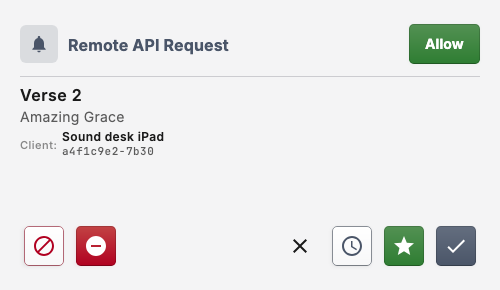 Remote API Request
Allow
Verse 2
Amazing Grace
Client: Sound desk iPad
a4f1c9e2-7b30